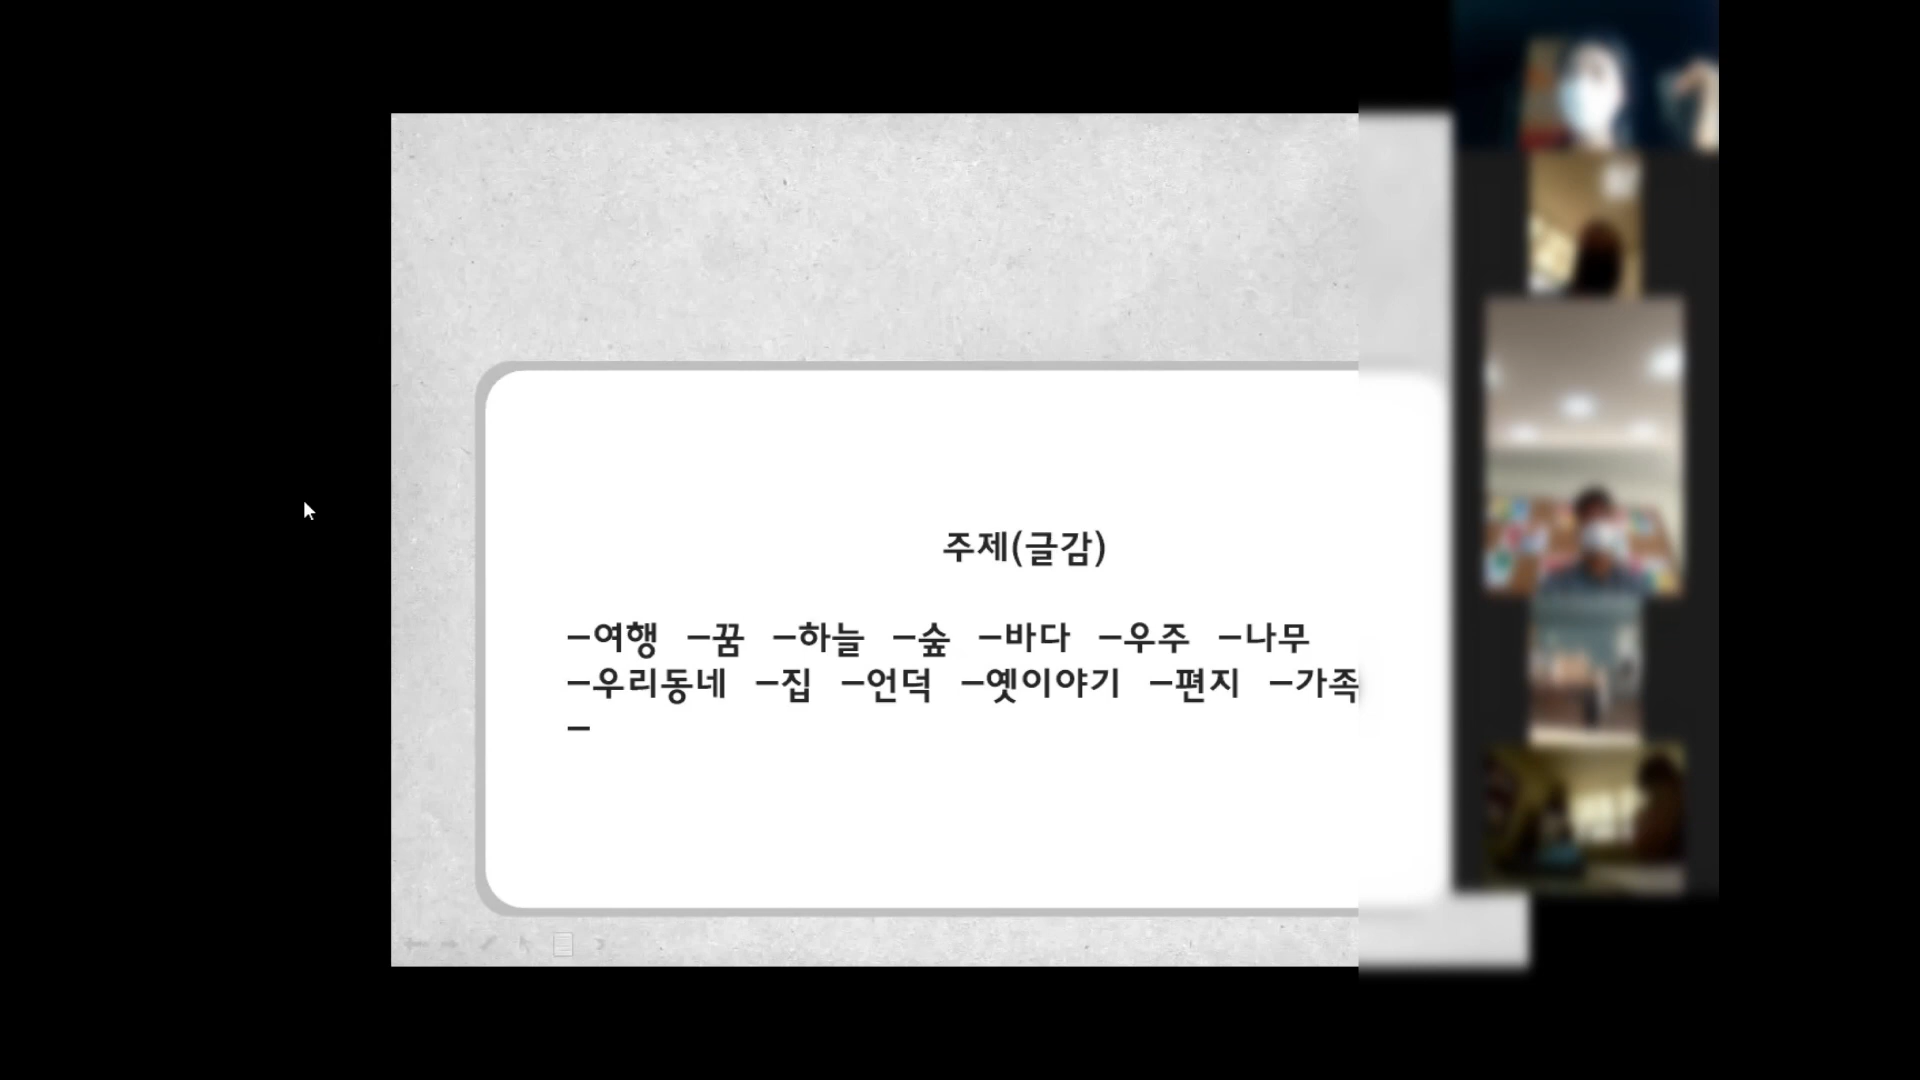 주제(글감)
–여행 –꿈 –하늘 –숲 –바다 –우주 –나무
–우리동네 –집 –언덕 –옛이야기 –편지 –가족
–